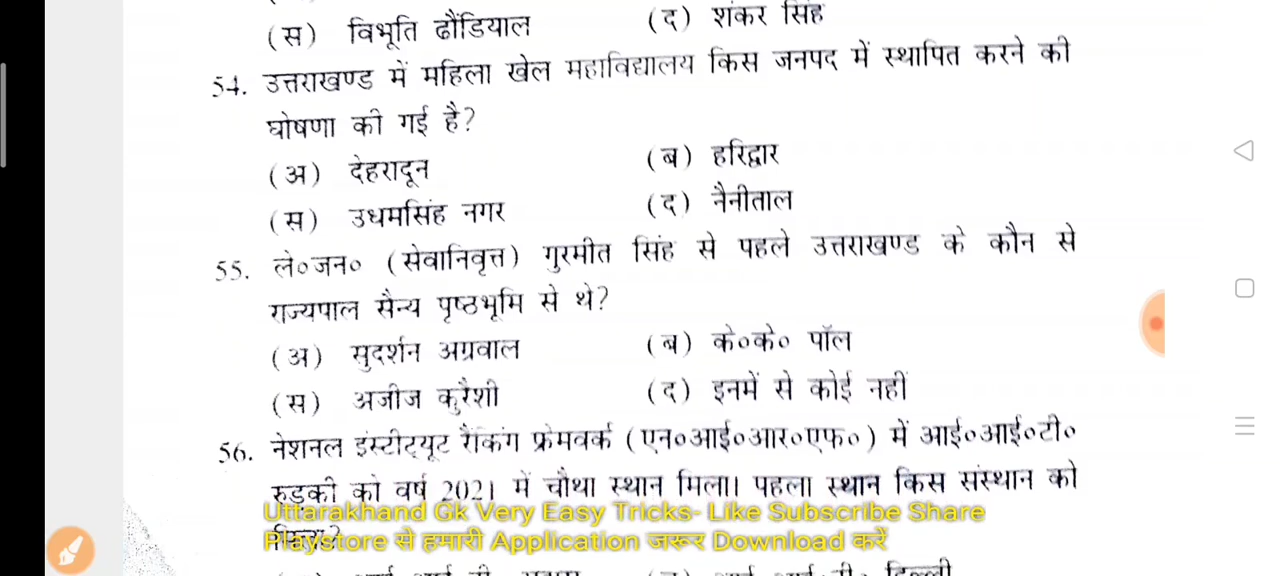 (स) विभूति ढौंडियाल (द) शंकर सिंह
54. उत्तराखण्ड में महिला खेल महाविद्यालय किस जनपद में स्थापित करने की
घोषणा की गई है?
(अ) देहरादून (ब) हरिद्वार
(स) उधमसिंह नगर (द) नैनीताल
55. ले०जन० (सेवानिवृत्त) गुरमीत सिंह से पहले उत्तराखण्ड के कौन से
राज्यपाल सैन्य पृष्ठभूमि से थे?
(अ) सुदर्शन अग्रवाल (ब) के०के० पॉल
(स) अजीज कुरैशी (द) इनमें से कोई नहीं
56. नेशनल इंस्टीट्यूट रैंकिंग फ्रेमवर्क (एन०आई०आर०एफ०) में आई०आई०टी०
रुड़की को वर्ष 2021 में चौथा स्थान मिला। पहला स्थान किस संस्थान को
Uttarakhand Gk Very Easy Tricks- Like Subscribe Share
Playstore से हमारी Application जरूर Download करें